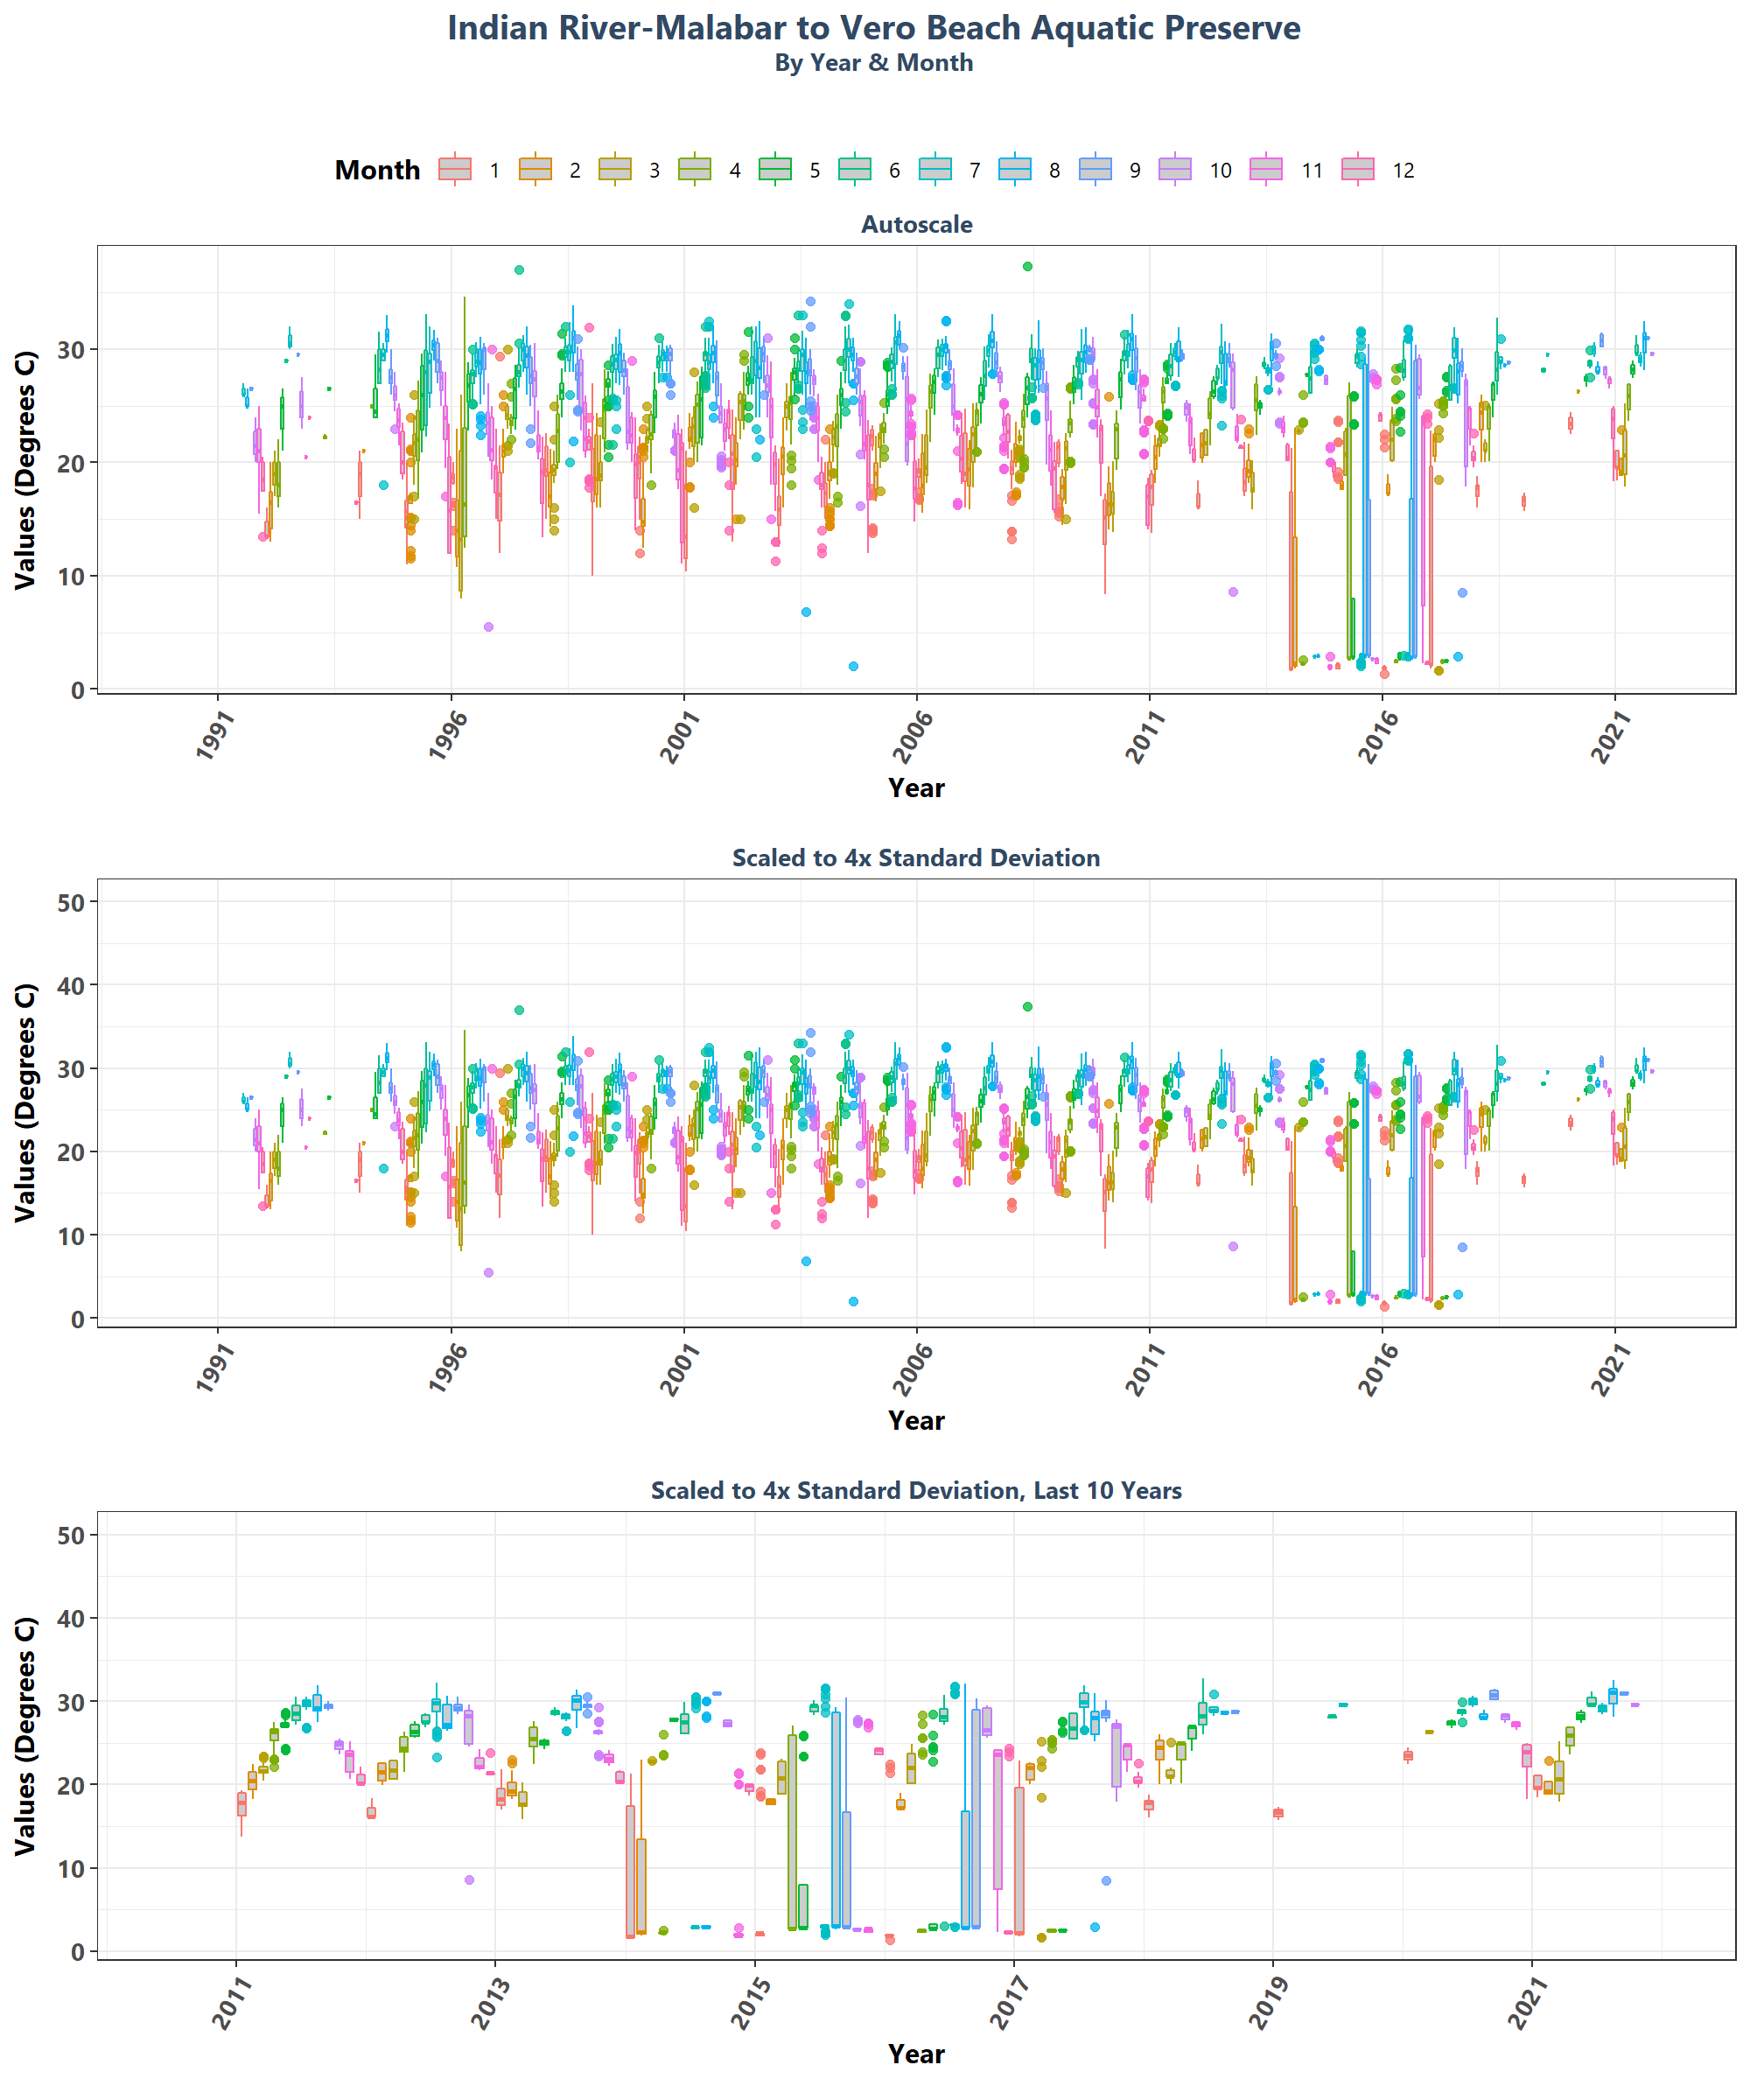 Indian River-Malabar to Vero Beach Aquatic Preserve
By Year & Month
Month 1 2 3 4 5 6 7 8 9 10 11 12
Autoscale
Values (Degrees C)
30
20
10
0
1991 1996 2001 2006 2011 2016 2021
Year
Scaled to 4x Standard Deviation
Values (Degrees C)
50
40
30
20
10
0
1991 1996 2001 2006 2011 2016 2021
Year
Scaled to 4x Standard Deviation, Last 10 Years
Values (Degrees C)
50
40
30
20
10
0
2011 2013 2015 2017 2019 2021
Year